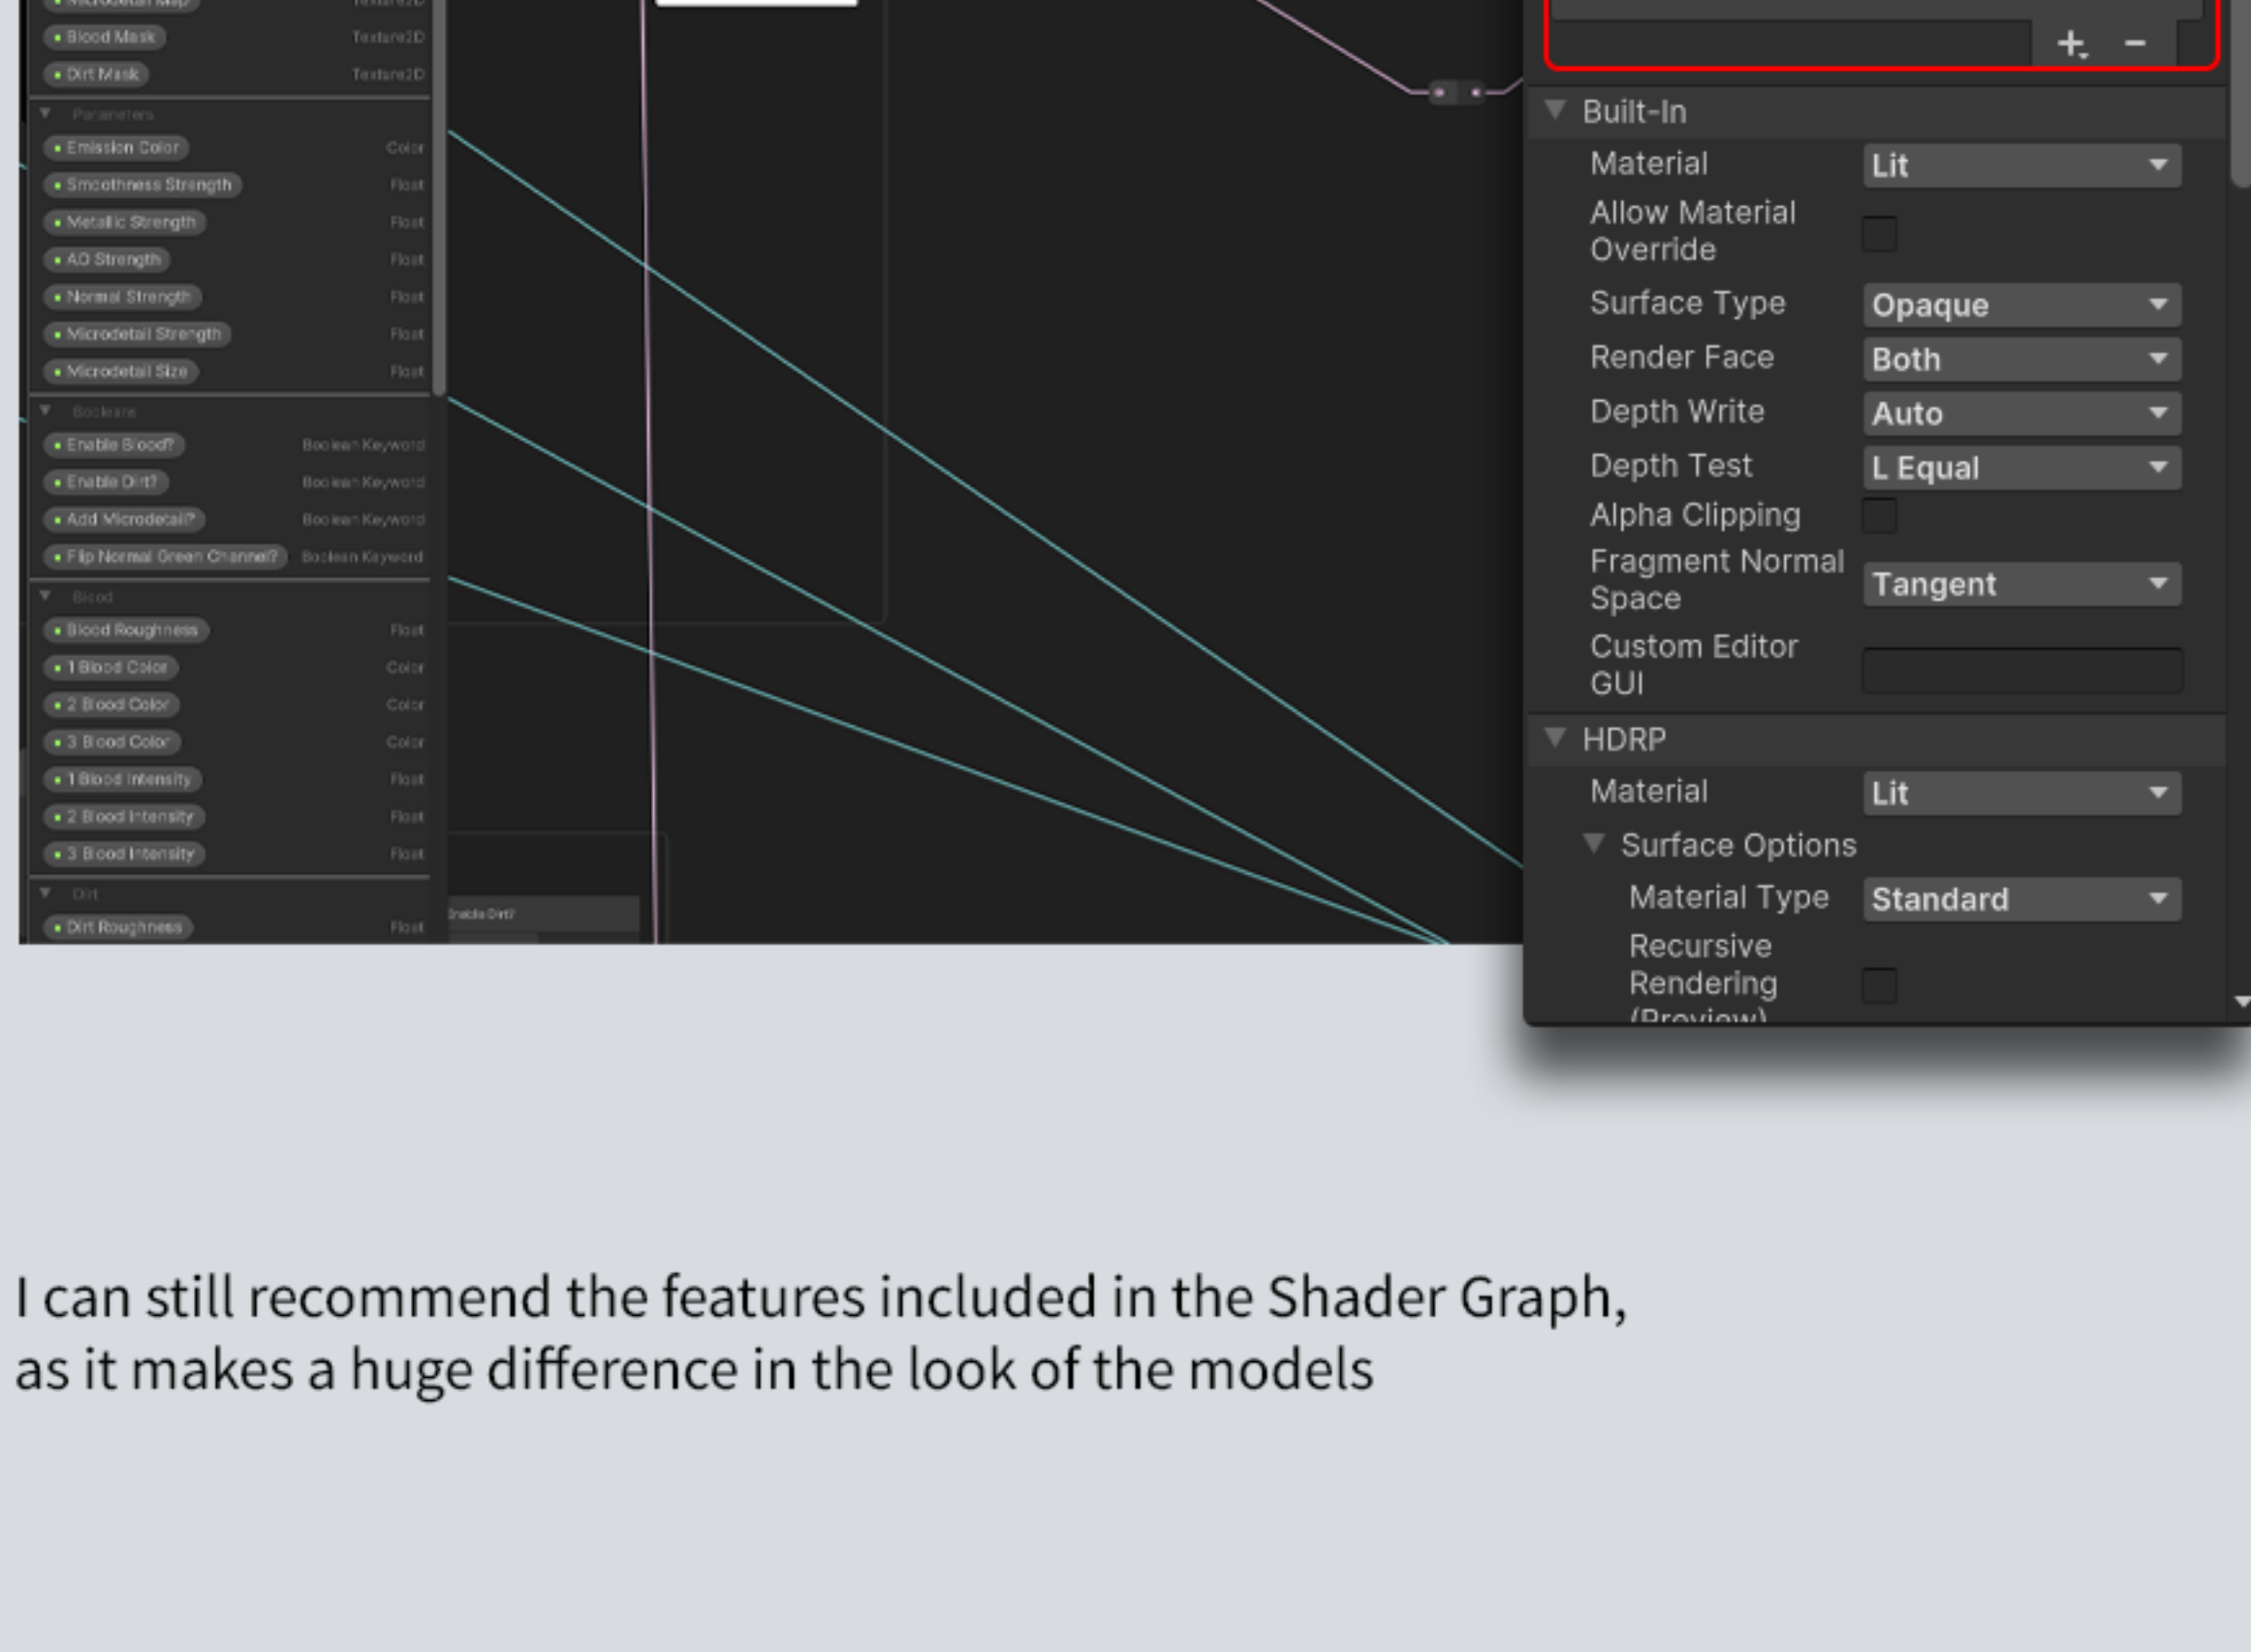 Microdetail Map Texture2D
Blood Mask Texture2D
Dirt Mask Texture2D
Parameters
Emission Color Color
Smoothness Strength Float
Metallic Strength Float
AO Strength Float
Normal Strength Float
Microdetail Strength Float
Microdetail Size Float
Booleans
Enable Blood? Boolean Keyword
Enable Dirt? Boolean Keyword
Add Microdetail? Boolean Keyword
Flip Normal Green Channel? Boolean Keyword
Blood
Blood Roughness Float
1 Blood Color Color
2 Blood Color Color
3 Blood Color Color
1 Blood Intensity Float
2 Blood Intensity Float
3 Blood Intensity Float
Dirt
Dirt Roughness Float
Enable Dirt?
+ −
Built-In
Material Lit
Allow Material
Override
Surface Type Opaque
Render Face Both
Depth Write Auto
Depth Test L Equal
Alpha Clipping
Fragment Normal
Space Tangent
Custom Editor
GUI
HDRP
Material Lit
Surface Options
Material Type Standard
Recursive
Rendering
(Preview)
I can still recommend the features included in the Shader Graph,
as it makes a huge difference in the look of the models